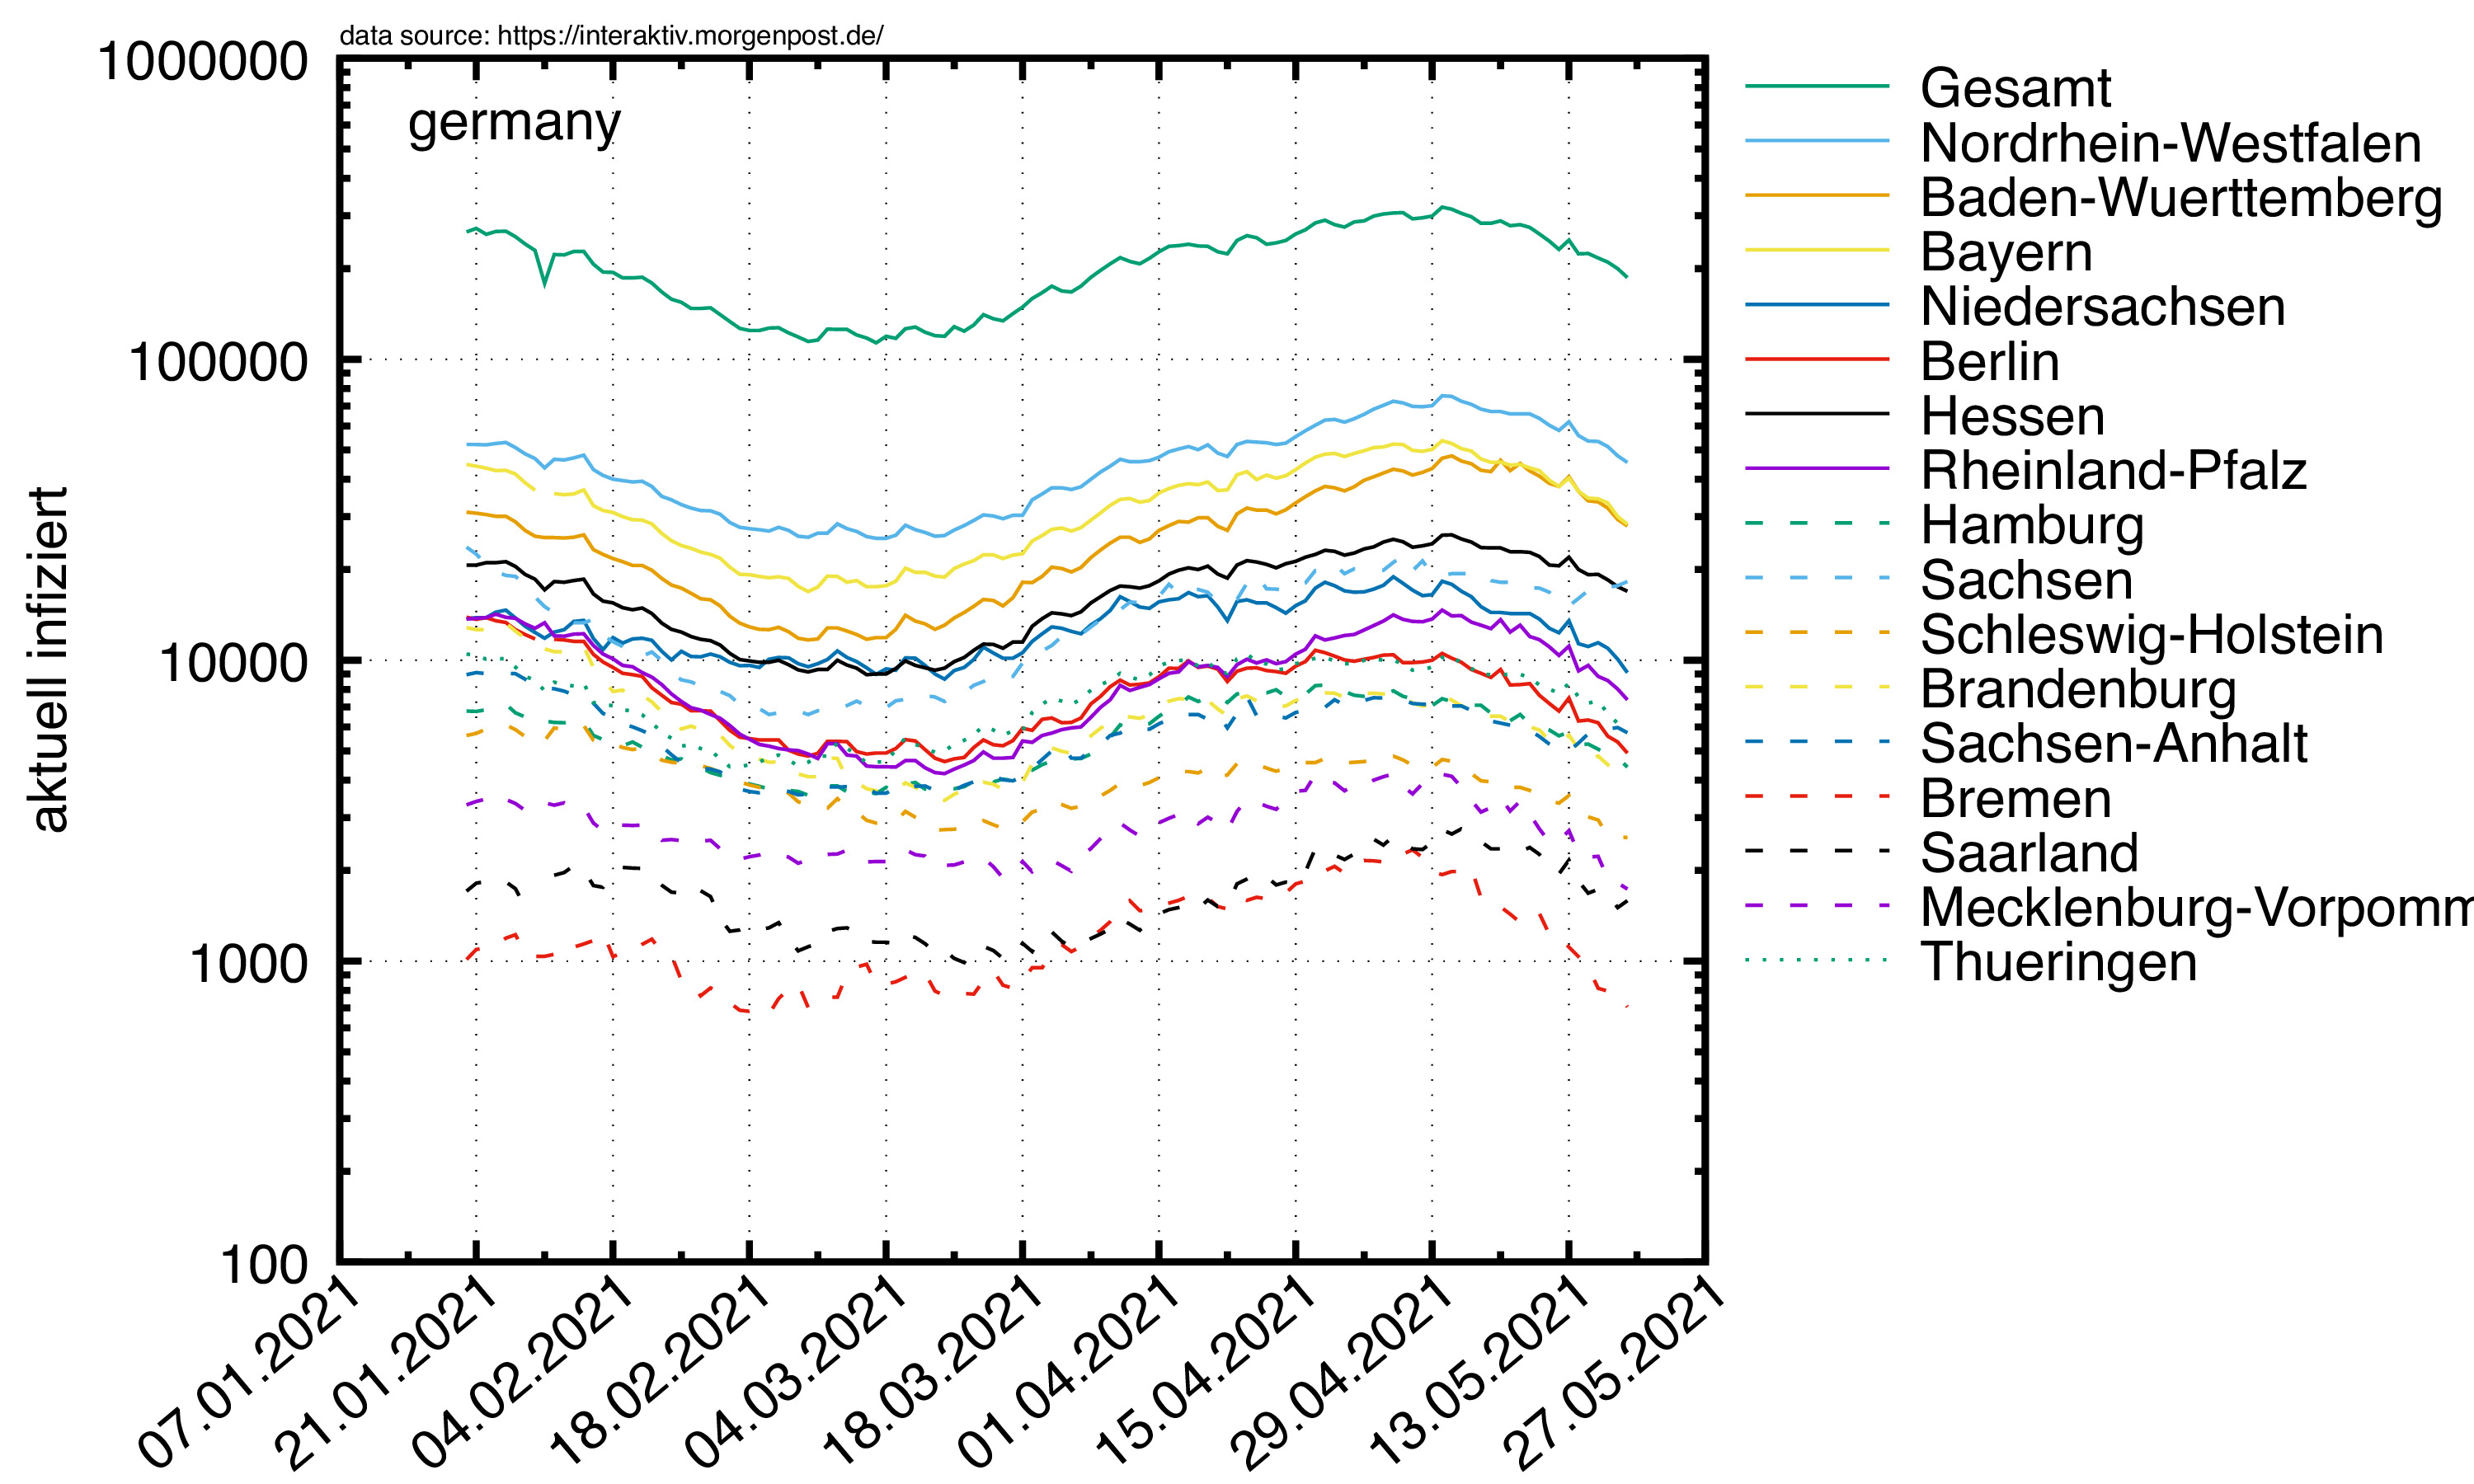 data source: https://interaktiv.morgenpost.de/
germany
aktuell infiziert
1000000
100000
10000
1000
100
07.01.2021
21.01.2021
04.02.2021
18.02.2021
04.03.2021
18.03.2021
01.04.2021
15.04.2021
29.04.2021
13.05.2021
27.05.2021
Gesamt
Nordrhein-Westfalen
Baden-Wuerttemberg
Bayern
Niedersachsen
Berlin
Hessen
Rheinland-Pfalz
Hamburg
Sachsen
Schleswig-Holstein
Brandenburg
Sachsen-Anhalt
Bremen
Saarland
Mecklenburg-Vorpomm
Thueringen